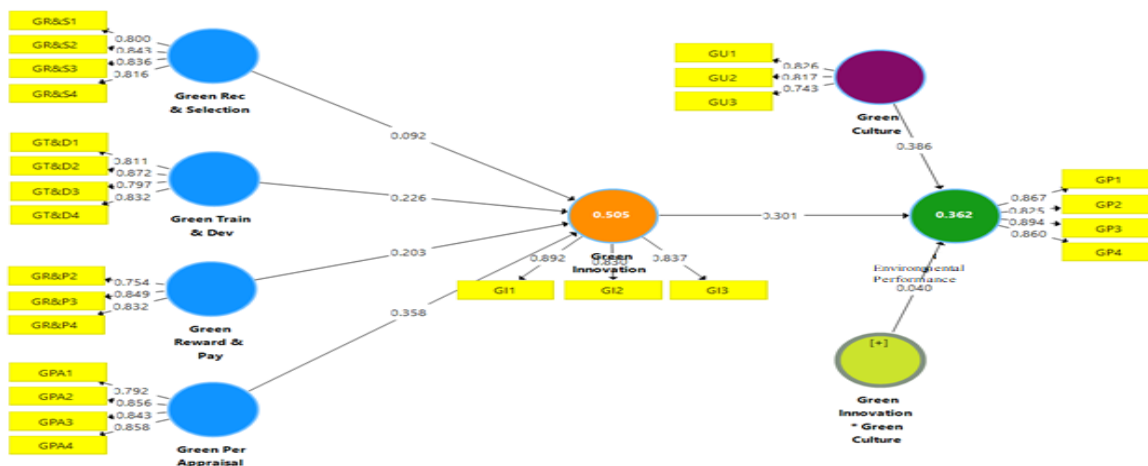 GR&S1
GR&S2
GR&S3
GR&S4
0.800
0.843
0.836
0.816
Green Rec
& Selection
0.092
GT&D1
GT&D2
GT&D3
GT&D4
0.811
0.872
0.797
0.832
Green Train
& Dev
0.226
GR&P2
GR&P3
GR&P4
0.754
0.849
0.832
Green
Reward &
Pay
0.203
GPA1
GPA2
GPA3
GPA4
0.792
0.856
0.843
0.858
Green Per
Appraisal
0.358
0.505
Green
Innovation
0.892
0.830
0.837
GI1
GI2
GI3
0.301
GU1
GU2
GU3
0.826
0.817
0.743
Green
Culture
0.386
0.362
Environmental
Performance
0.867
0.825
0.894
0.860
GP1
GP2
GP3
GP4
0.040
[+]
Green
Innovation
* Green
Culture